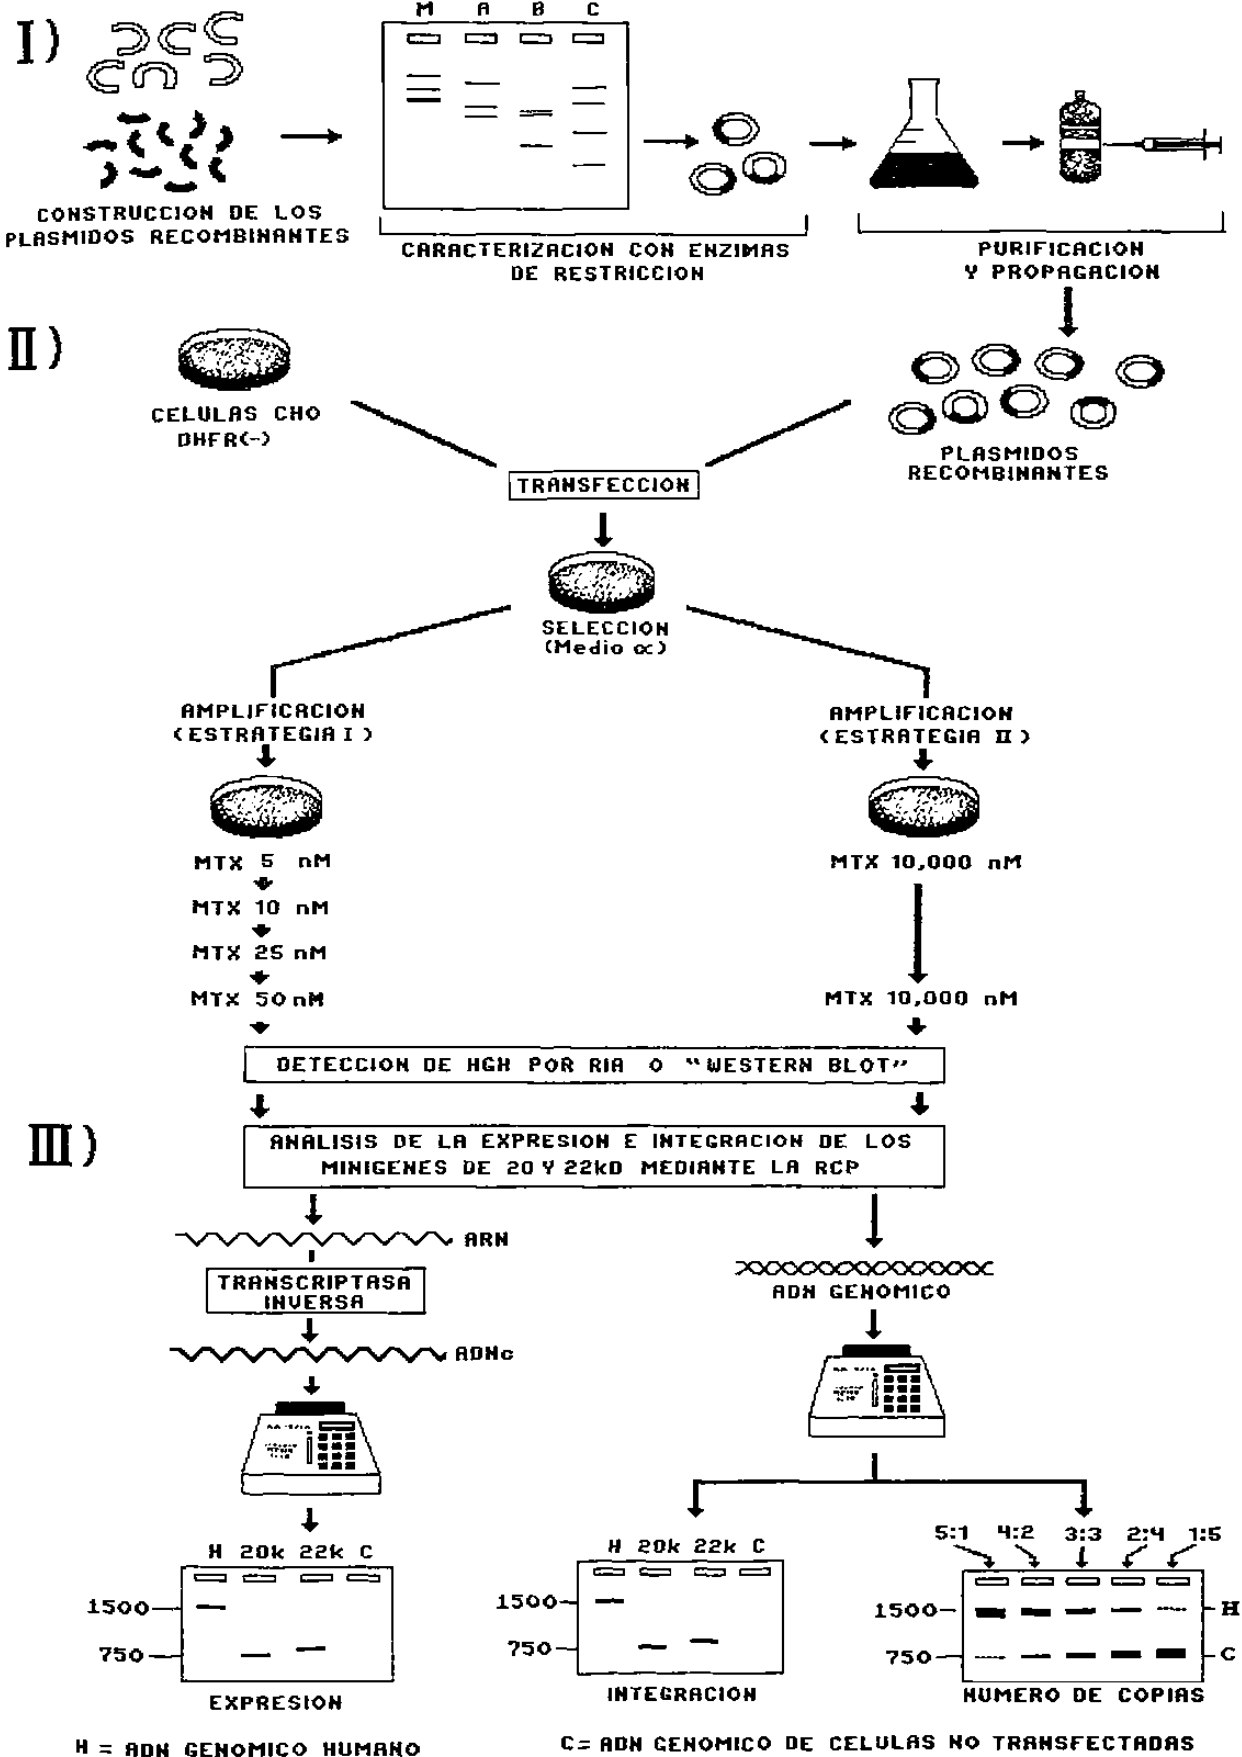 I)
M A B C
CONSTRUCCION DE LOS
PLASMIDOS RECOMBINANTES
CARACTERIZACION CON ENZIMAS
DE RESTRICCION
PURIFICACION
Y PROPAGACION
II)
CELULAS CHO
DHFR(-)
PLASMIDOS
RECOMBINANTES
TRANSFECCION
SELECCION
(Medio α)
AMPLIFICACION
(ESTRATEGIA I)
AMPLIFICACION
(ESTRATEGIA II)
MTX 5 nM
MTX 10 nM
MTX 25 nM
MTX 50 nM
MTX 10,000 nM
MTX 10,000 nM
DETECCION DE HGH POR RIA O "WESTERN BLOT"
III)
ANALISIS DE LA EXPRESION E INTEGRACION DE LOS
MINIGENES DE 20 Y 22kD MEDIANTE LA RCP
ARN
TRANSCRIPTASA
INVERSA
ADNc
ADN GENOMICO
H 20k 22k C
1500
750
EXPRESION
H 20k 22k C
1500
750
INTEGRACION
5:1 4:2 3:3 2:4 1:5
1500 H
750 C
NUMERO DE COPIAS
H = ADN GENOMICO HUMANO
C= ADN GENOMICO DE CELULAS NO TRANSFECTADAS